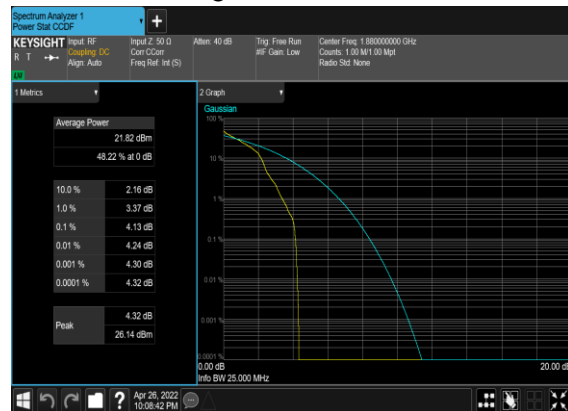 Spectrum Analyzer 1
Power Stat CCDF
KEYSIGHT
R T
LXI
Input: RF
Coupling: DC
Align: Auto
Input Z: 50 Ω
Corr CCorr
Freq Ref: Int (S)
Atten: 40 dB
Trig: Free Run
#IF Gain: Low
Center Freq: 1.880000000 GHz
Counts: 1.00 M/1.00 Mpt
Radio Std: None
1 Metrics
Average Power
21.82 dBm
48.22 % at 0 dB
10.0 % 2.16 dB
1.0 % 3.37 dB
0.1 % 4.13 dB
0.01 % 4.24 dB
0.001 % 4.30 dB
0.0001 % 4.32 dB
Peak 4.32 dB
26.14 dBm
2 Graph
Gaussian
100 %
10 %
1 %
0.1 %
0.01 %
0.001 %
0.0001 %
0.00 dB 20.00 dB
Info BW 25.000 MHz
?
Apr 26, 2022
10:08:42 PM